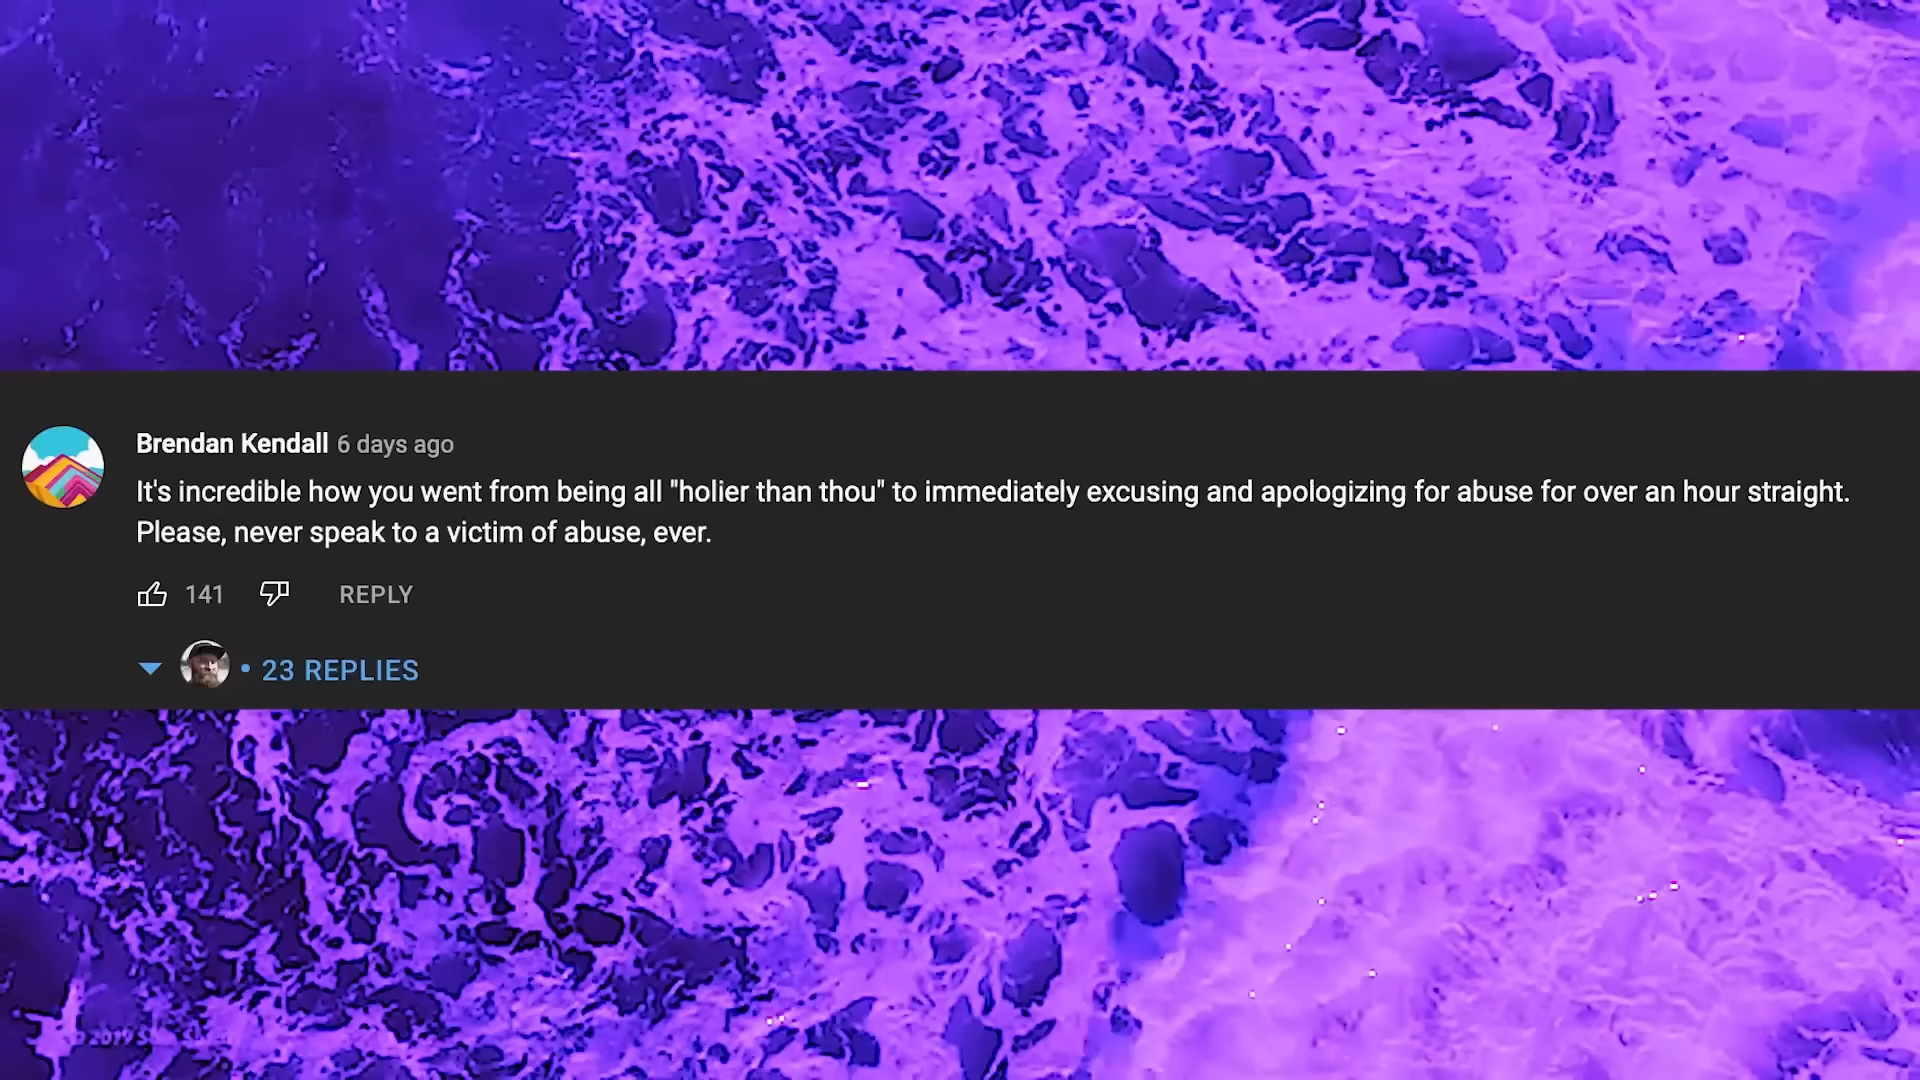 Brendan Kendall 6 days ago
It's incredible how you went from being all "holier than thou" to immediately excusing and apologizing for abuse for over an hour straight.
Please, never speak to a victim of abuse, ever.
141 REPLY
• 23 REPLIES
2019